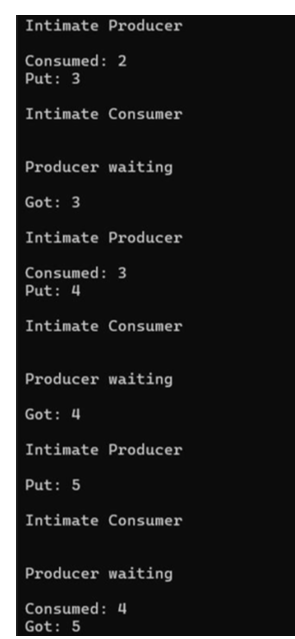 Intimate Producer
Consumed: 2
Put: 3
Intimate Consumer
Producer waiting
Got: 3
Intimate Producer
Consumed: 3
Put: 4
Intimate Consumer
Producer waiting
Got: 4
Intimate Producer
Put: 5
Intimate Consumer
Producer waiting
Consumed: 4
Got: 5